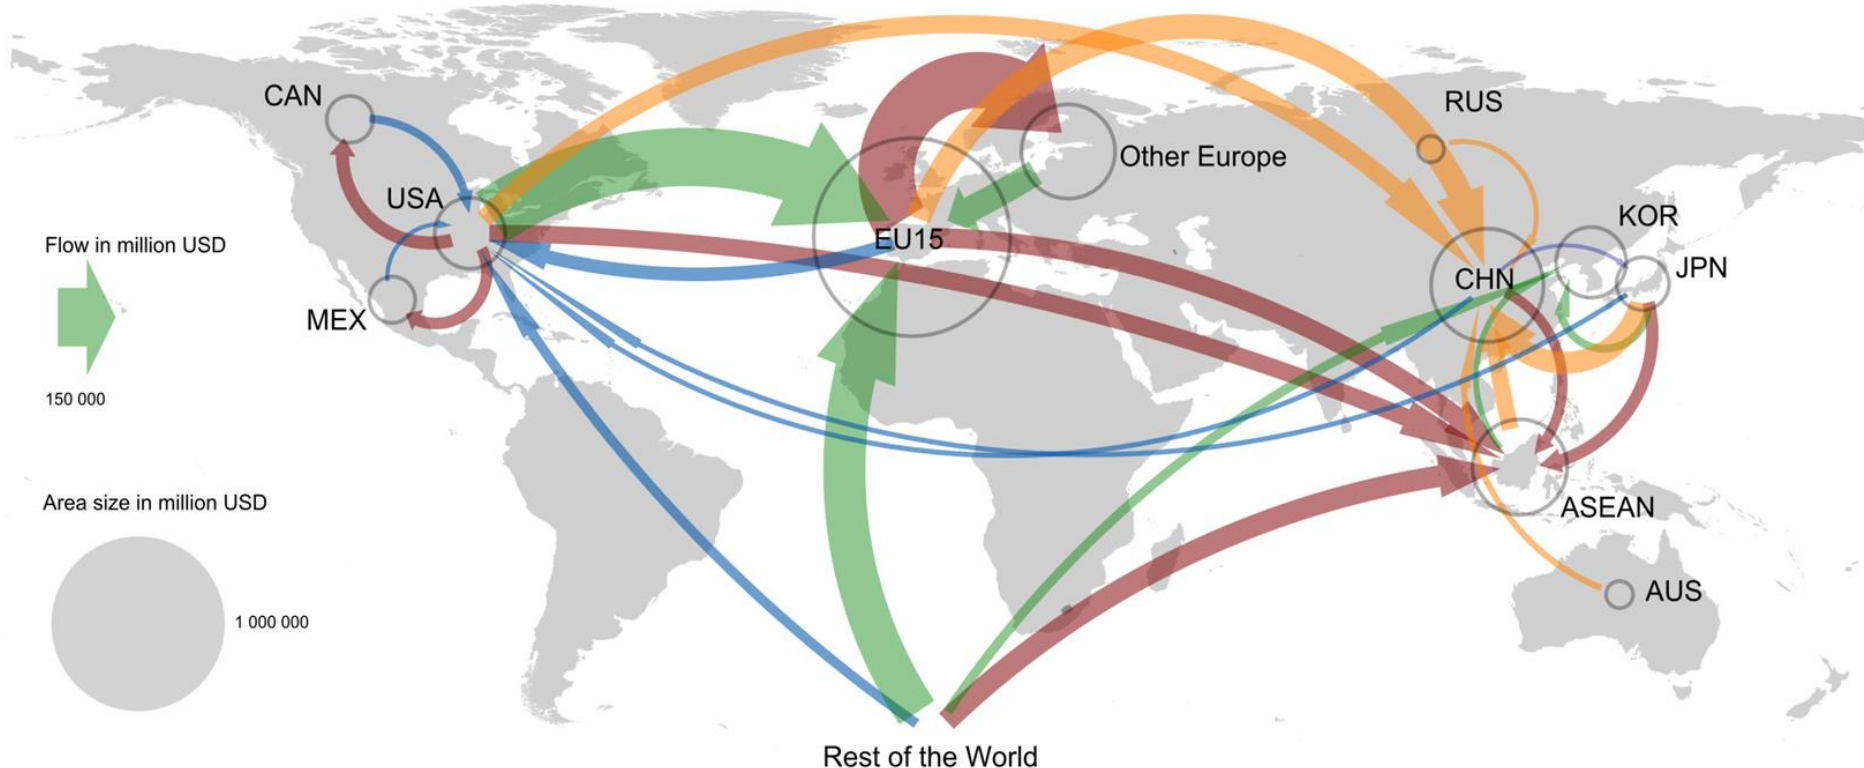 CAN
RUS
Other Europe
USA
KOR
Flow in million USD
EU15
JPN
CHN
MEX
150 000
Area size in million USD
ASEAN
AUS
1 000 000
Rest of the World